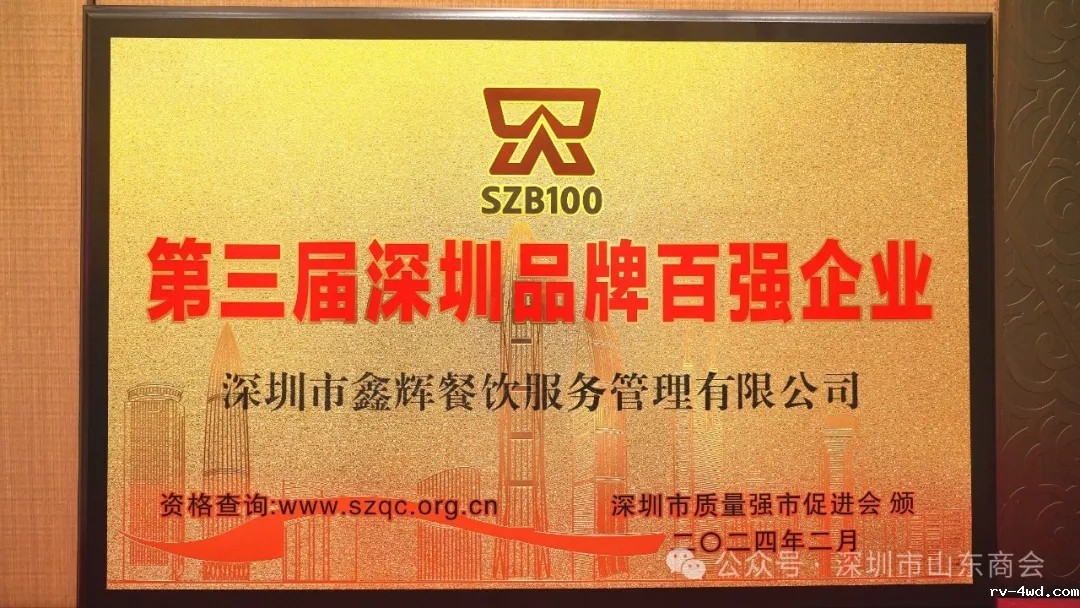 SZB100
第三届深圳品牌百强企业
深圳市鑫辉餐饮服务管理有限公司
资格查询:www.szqc.org.cn
深圳市质量强市促进会 颁
二〇二四年二月
公众号·深圳市山东商会
rv-4wd.com